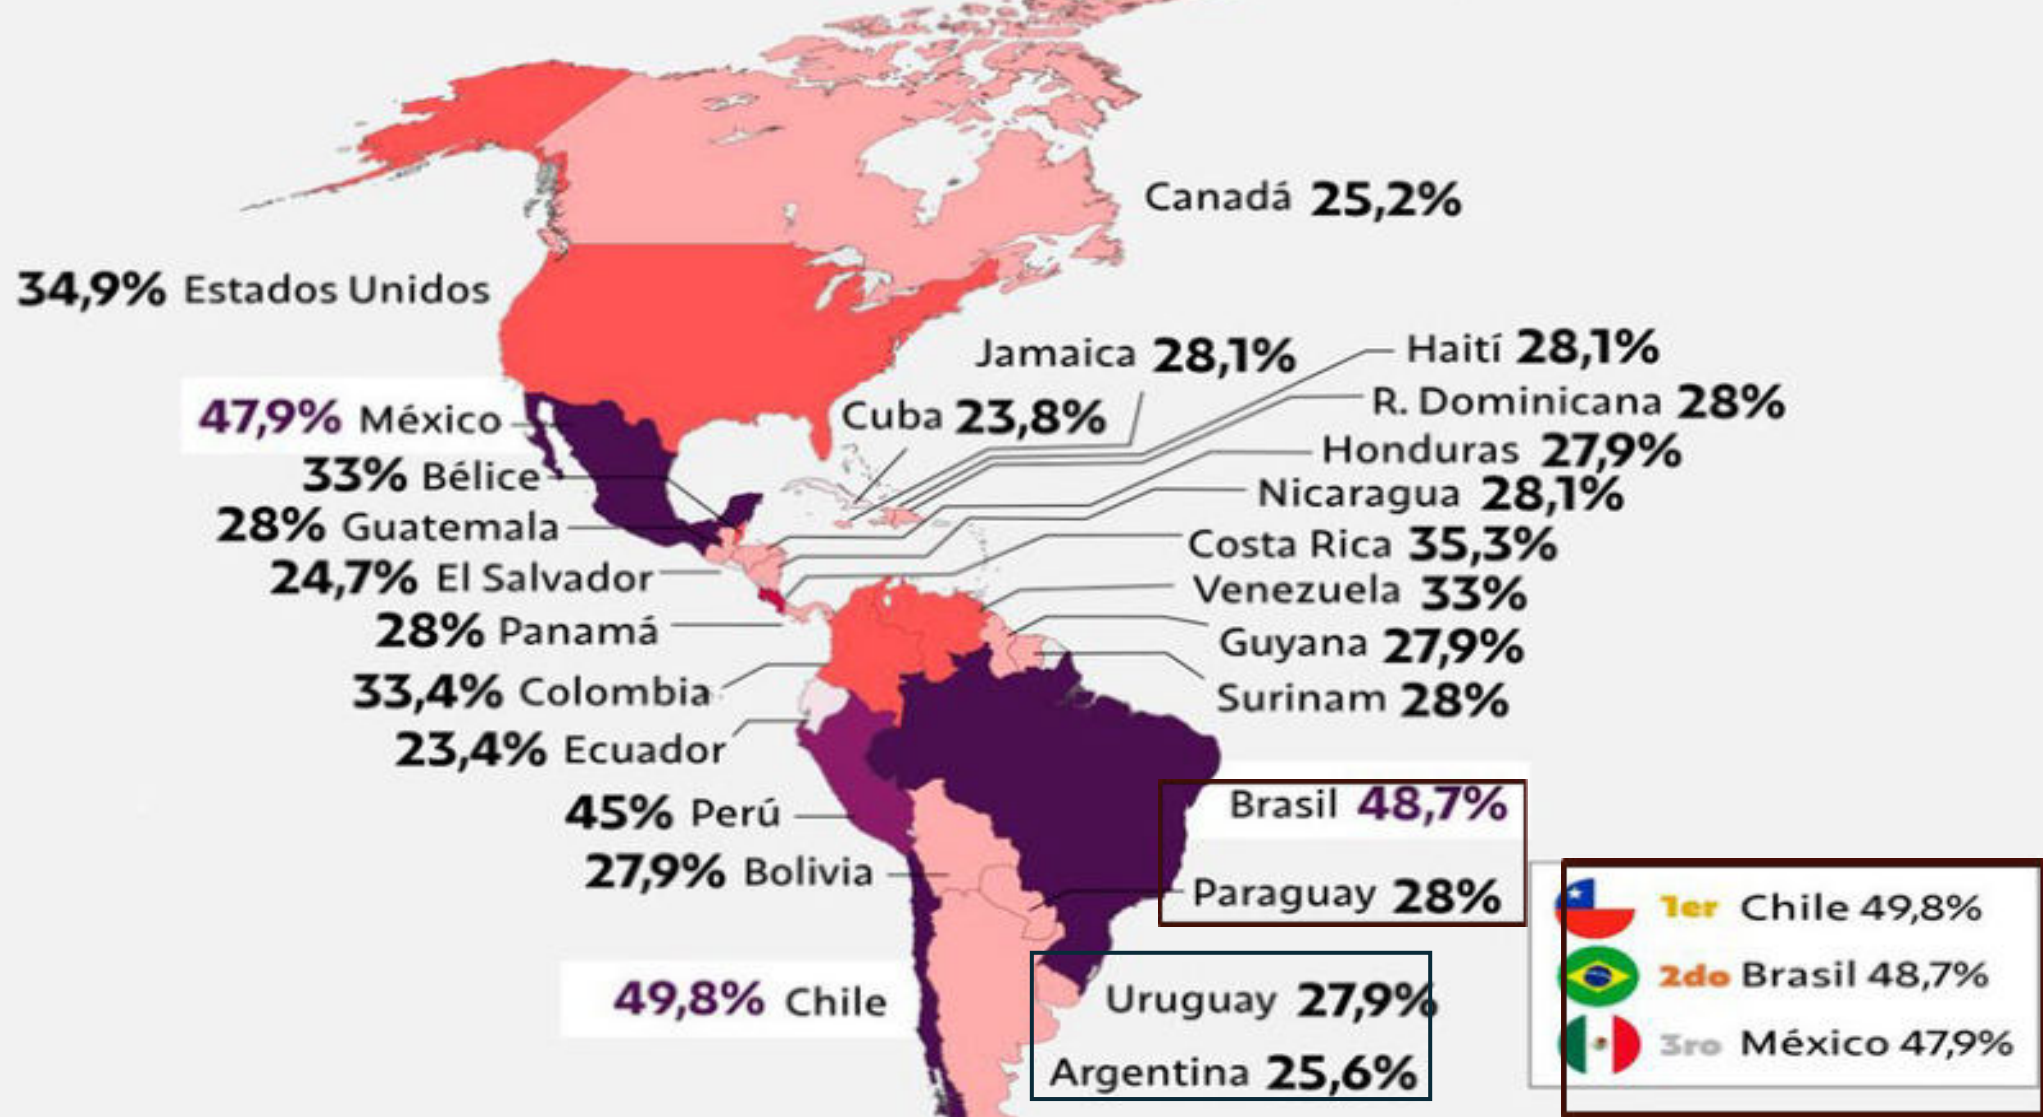 Canadá 25,2%
34,9% Estados Unidos
Jamaica 28,1%
Haití 28,1%
R. Dominicana 28%
47,9% México
Cuba 23,8%
Honduras 27,9%
33% Bélice
Nicaragua 28,1%
28% Guatemala
Costa Rica 35,3%
24,7% El Salvador
Venezuela 33%
28% Panamá
Guyana 27,9%
33,4% Colombia
Surinam 28%
23,4% Ecuador
45% Perú
Brasil 48,7%
27,9% Bolivia
Paraguay 28%
49,8% Chile
Uruguay 27,9%
Argentina 25,6%
1er Chile 49,8%
2do Brasil 48,7%
3ro México 47,9%